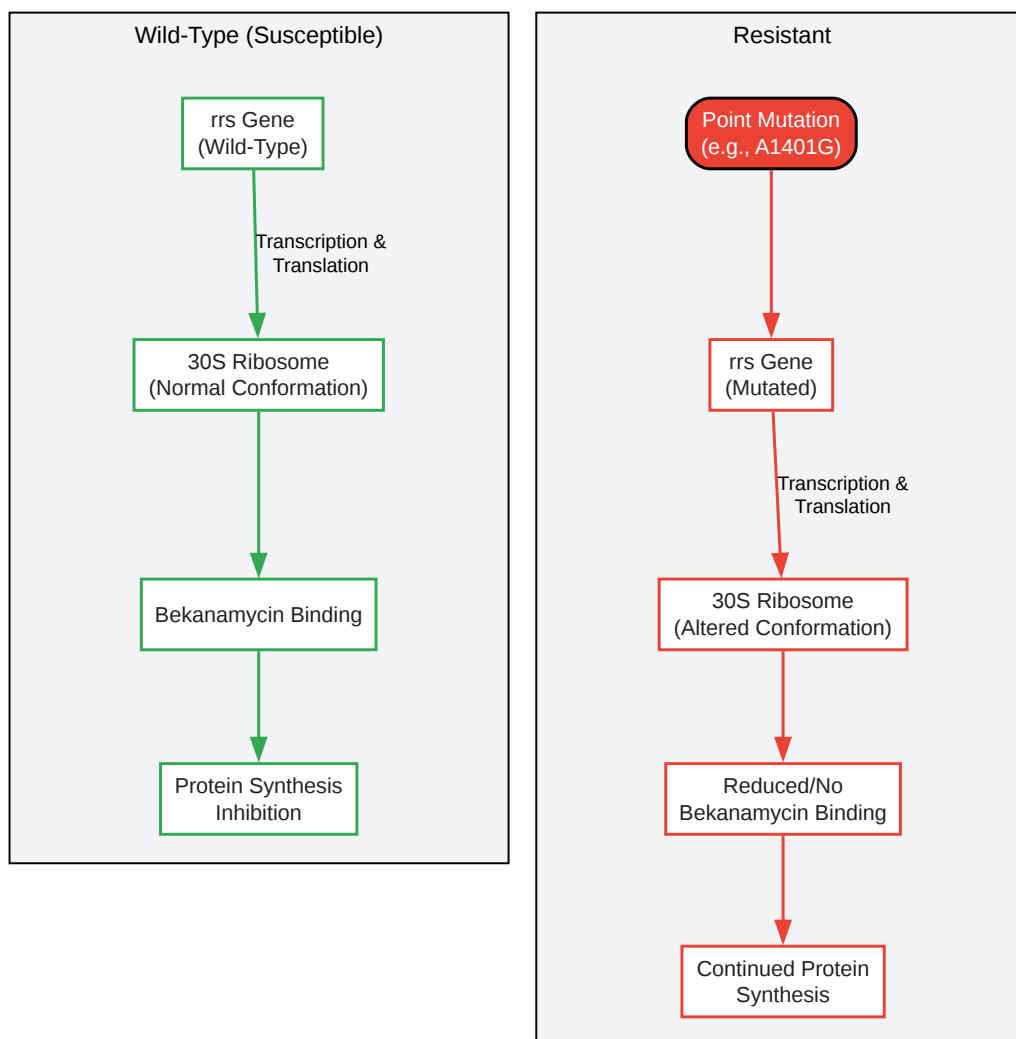 Wild-Type (Susceptible)
rrs Gene
(Wild-Type)
Transcription &
Translation
30S Ribosome
(Normal Conformation)
Bekanamycin Binding
Protein Synthesis
Inhibition
Resistant
Point Mutation
(e.g., A1401G)
rrs Gene
(Mutated)
Transcription &
Translation
30S Ribosome
(Altered Conformation)
Reduced/No
Bekanamycin Binding
Continued Protein
Synthesis